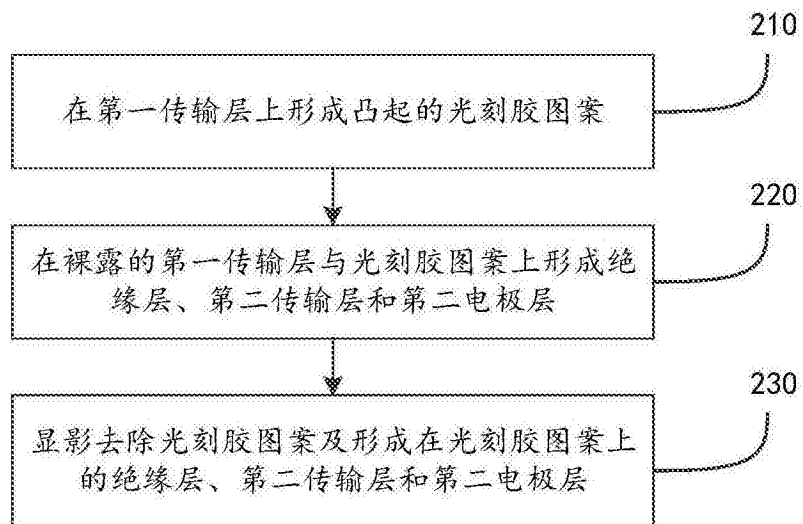 210
在第一传输层上形成凸起的光刻胶图案
220
在裸露的第一传输层与光刻胶图案上形成绝
缘层、第二传输层和第二电极层
230
显影去除光刻胶图案及形成在光刻胶图案上
的绝缘层、第二传输层和第二电极层